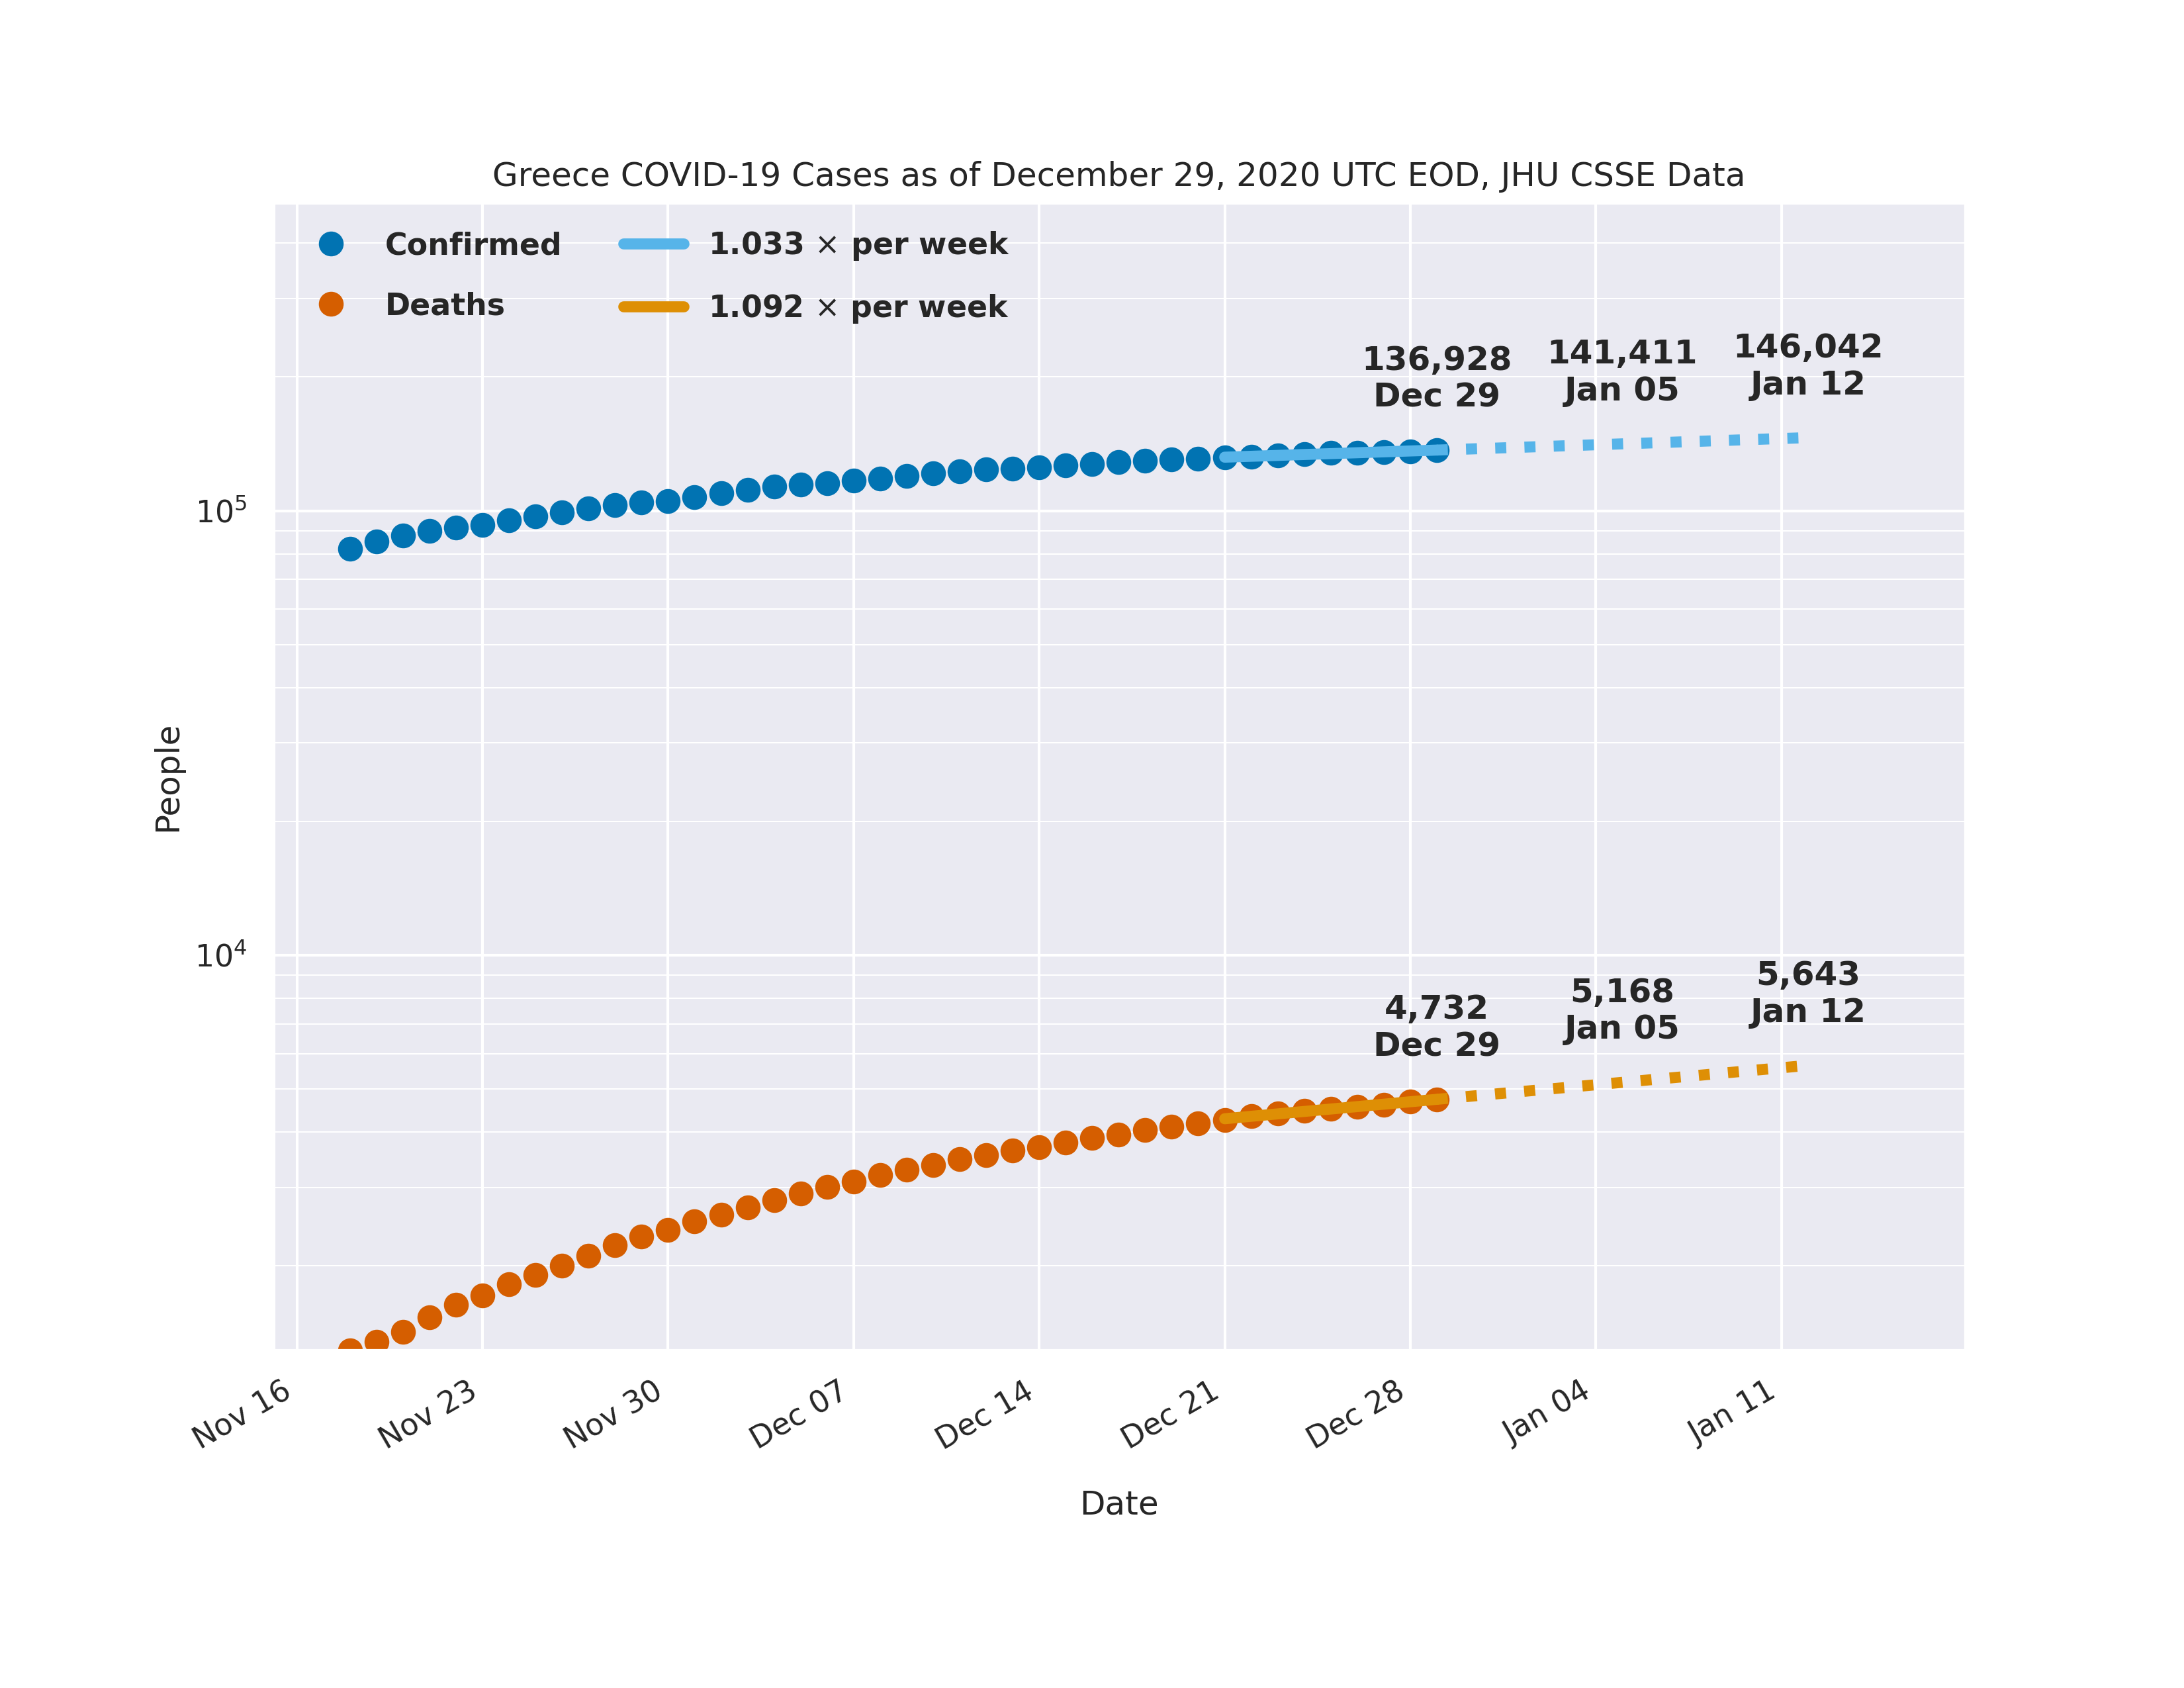 Greece COVID-19 Cases as of December 29, 2020 UTC EOD, JHU CSSE Data
Confirmed
Deaths
1.033 × per week
1.092 × per week
136,928
Dec 29
141,411
Jan 05
146,042
Jan 12
10⁵
People
10⁴
4,732
Dec 29
5,168
Jan 05
5,643
Jan 12
Nov 16
Nov 23
Nov 30
Dec 07
Dec 14
Dec 21
Dec 28
Jan 04
Jan 11
Date